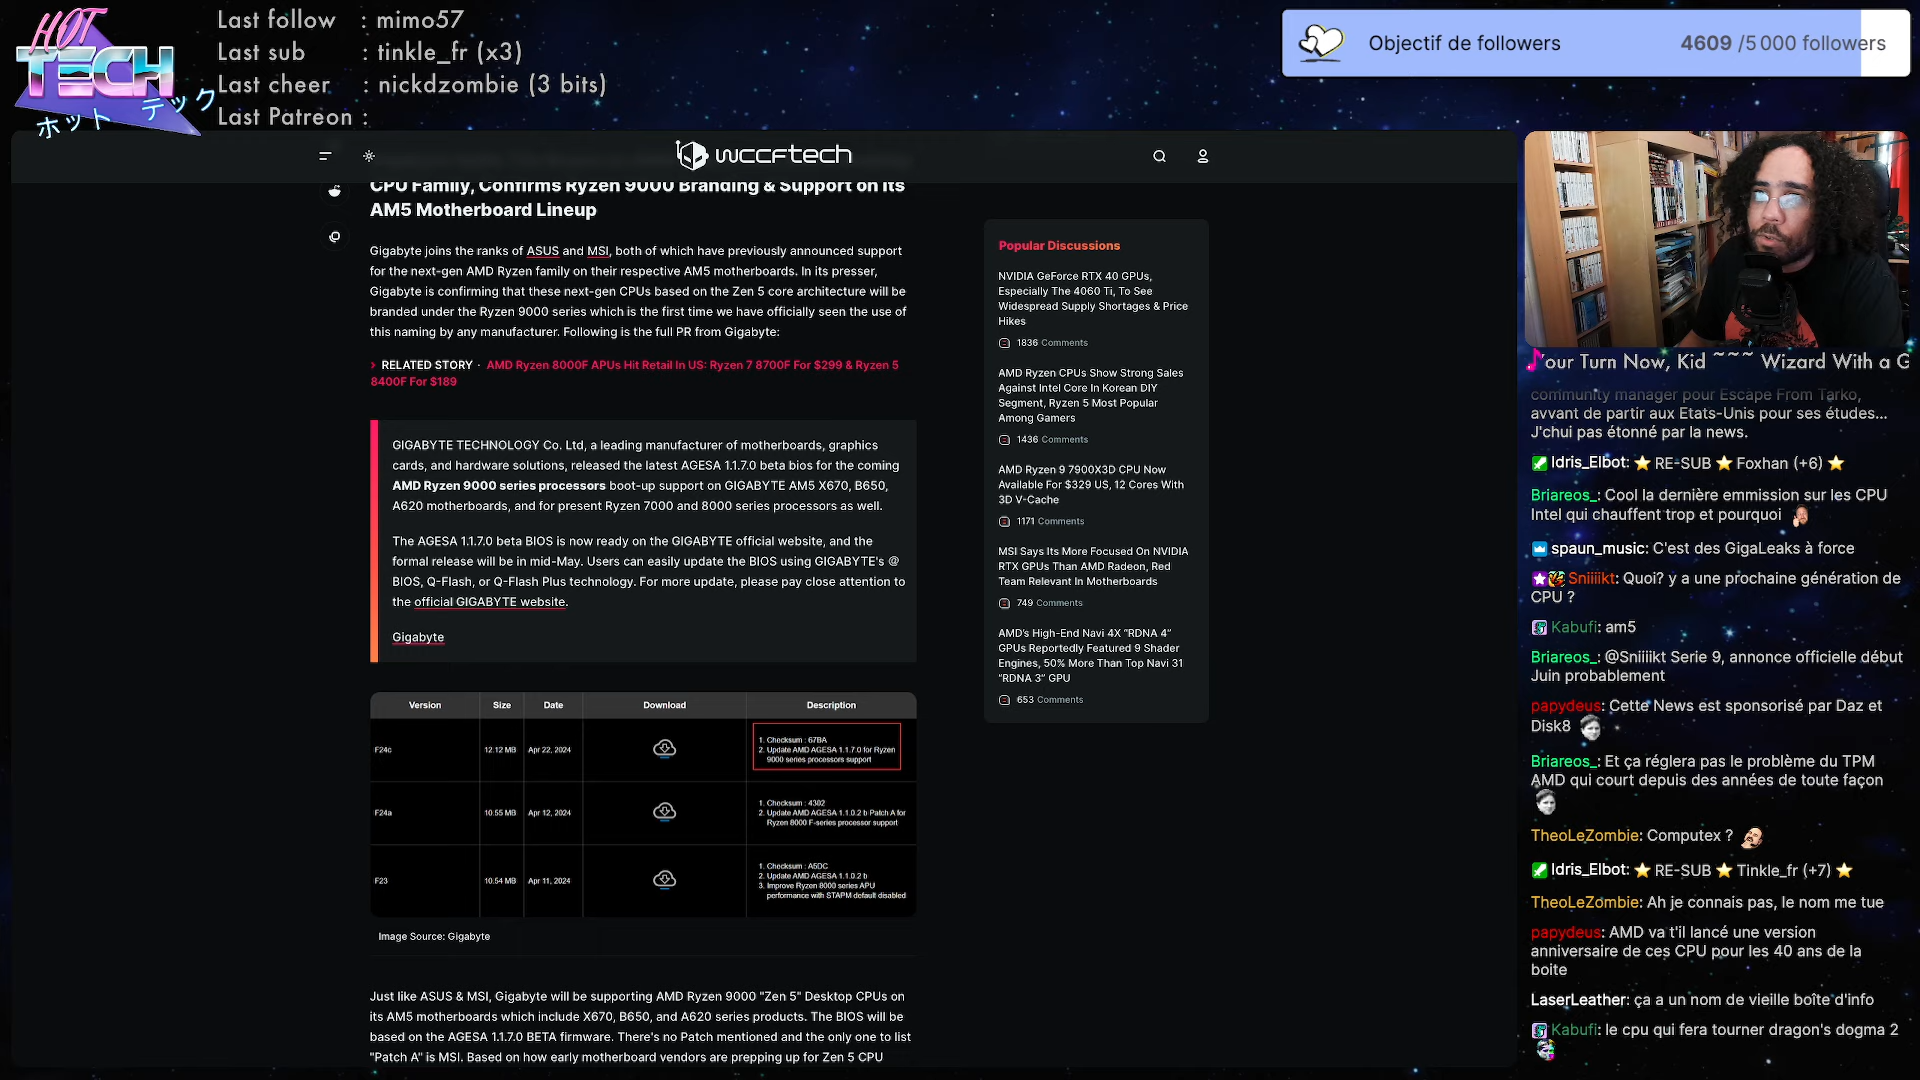 HOT
TECH
ホット テック
Last follow : mimo57
Last sub : tinkle_fr (x3)
Last cheer : nickdzombie (3 bits)
Last Patreon :
Objectif de followers 4609 /5 000 followers
wccftech
CPU Family, Confirms Ryzen 9000 Branding & Support on Its
AM5 Motherboard Lineup
Gigabyte joins the ranks of ASUS and MSI, both of which have previously announced support
for the next-gen AMD Ryzen family on their respective AM5 motherboards. In its presser,
Gigabyte is confirming that these next-gen CPUs based on the Zen 5 core architecture will be
branded under the Ryzen 9000 series which is the first time we have officially seen the use of
this naming by any manufacturer. Following is the full PR from Gigabyte:
RELATED STORY · AMD Ryzen 8000F APUs Hit Retail In US: Ryzen 7 8700F For $299 & Ryzen 5
8400F For $189
GIGABYTE TECHNOLOGY Co. Ltd, a leading manufacturer of motherboards, graphics
cards, and hardware solutions, released the latest AGESA 1.1.7.0 beta bios for the coming
AMD Ryzen 9000 series processors boot-up support on GIGABYTE AM5 X670, B650,
A620 motherboards, and for present Ryzen 7000 and 8000 series processors as well.
The AGESA 1.1.7.0 beta BIOS is now ready on the GIGABYTE official website, and the
formal release will be in mid-May. Users can easily update the BIOS using GIGABYTE's @
BIOS, Q-Flash, or Q-Flash Plus technology. For more update, please pay close attention to
the official GIGABYTE website.
Gigabyte
Version Size Date Download Description
F24c 12.12 MB Apr 22, 2024
1. Checksum : 67BA
2. Update AMD AGESA 1.1.7.0 for Ryzen
9000 series processors support
F24a 10.55 MB Apr 12, 2024
1. Checksum : 4302
2. Update AMD AGESA 1.1.0.2 b Patch A for
Ryzen 8000 F-series processor support
F23 10.54 MB Apr 11, 2024
1. Checksum : A5DC
2. Update AMD AGESA 1.1.0.2 b
3. Improve Ryzen 8000 series APU
performance with STAPM default disabled
Image Source: Gigabyte
Just like ASUS & MSI, Gigabyte will be supporting AMD Ryzen 9000 "Zen 5" Desktop CPUs on
its AM5 motherboards which include X670, B650, and A620 series products. The BIOS will be
based on the AGESA 1.1.7.0 BETA firmware. There's no Patch mentioned and the only one to list
"Patch A" is MSI. Based on how early motherboard vendors are prepping up for Zen 5 CPU
Popular Discussions
NVIDIA GeForce RTX 40 GPUs,
Especially The 4060 Ti, To See
Widespread Supply Shortages & Price
Hikes
1836 Comments
AMD Ryzen CPUs Show Strong Sales
Against Intel Core In Korean DIY
Segment, Ryzen 5 Most Popular
Among Gamers
1436 Comments
AMD Ryzen 9 7900X3D CPU Now
Available For $329 US, 12 Cores With
3D V-Cache
1171 Comments
MSI Says Its More Focused On NVIDIA
RTX GPUs Than AMD Radeon, Red
Team Relevant In Motherboards
749 Comments
AMD's High-End Navi 4X "RDNA 4"
GPUs Reportedly Featured 9 Shader
Engines, 50% More Than Top Navi 31
"RDNA 3" GPU
653 Comments
Your Turn Now, Kid ~~~ Wizard With a G
community manager pour Escape From Tarko,
avvant de partir aux Etats-Unis pour ses études...
J'chui pas étonné par la news.
Idris_Elbot: ⭐ RE-SUB ⭐ Foxhan (+6) ⭐
Briareos_: Cool la dernière emmission sur les CPU
Intel qui chauffent trop et pourquoi
spaun_music: C'est des GigaLeaks à force
Sniiiikt: Quoi? y a une prochaine génération de
CPU ?
Kabufi: am5
Briareos_: @Sniiiikt Serie 9, annonce officielle début
Juin probablement
papydeus: Cette News est sponsorisé par Daz et
Disk8
Briareos_: Et ça réglera pas le problème du TPM
AMD qui court depuis des années de toute façon
TheoLeZombie: Computex ?
Idris_Elbot: ⭐ RE-SUB ⭐ Tinkle_fr (+7) ⭐
TheoLeZombie: Ah je connais pas, le nom me tue
papydeus: AMD va t'il lancé une version
anniversaire de ces CPU pour les 40 ans de la
boite
LaserLeather: ça a un nom de vieille boîte d'info
Kabufi: le cpu qui fera tourner dragon's dogma 2